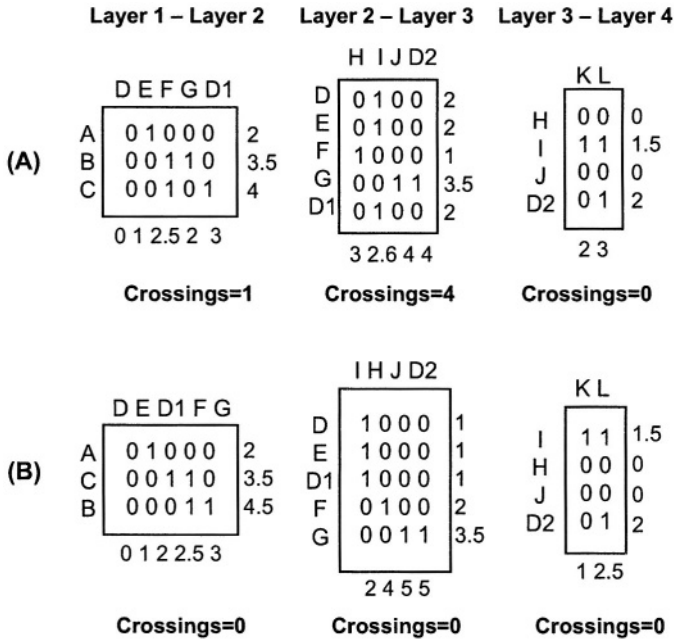 Layer 1 – Layer 2 Layer 2 – Layer 3 Layer 3 – Layer 4
(A)
D E F G D1
A 0 1 0 0 0 2
B 0 0 1 1 0 3.5
C 0 0 1 0 1 4
0 1 2.5 2 3
Crossings=1
H I J D2
D 0 1 0 0 2
E 0 1 0 0 2
F 1 0 0 0 1
G 0 0 1 1 3.5
D1 0 1 0 0 2
3 2.6 4 4
Crossings=4
K L
H 0 0 0
I 1 1 1.5
J 0 0 0
D2 0 1 2
2 3
Crossings=0
(B)
D E D1 F G
A 0 1 0 0 0 2
C 0 0 1 1 0 3.5
B 0 0 0 1 1 4.5
0 1 2 2.5 3
Crossings=0
I H J D2
D 1 0 0 0 1
E 1 0 0 0 1
D1 1 0 0 0 1
F 0 1 0 0 2
G 0 0 1 1 3.5
2 4 5 5
Crossings=0
K L
I 1 1 1.5
H 0 0 0
J 0 0 0
D2 0 1 2
1 2.5
Crossings=0